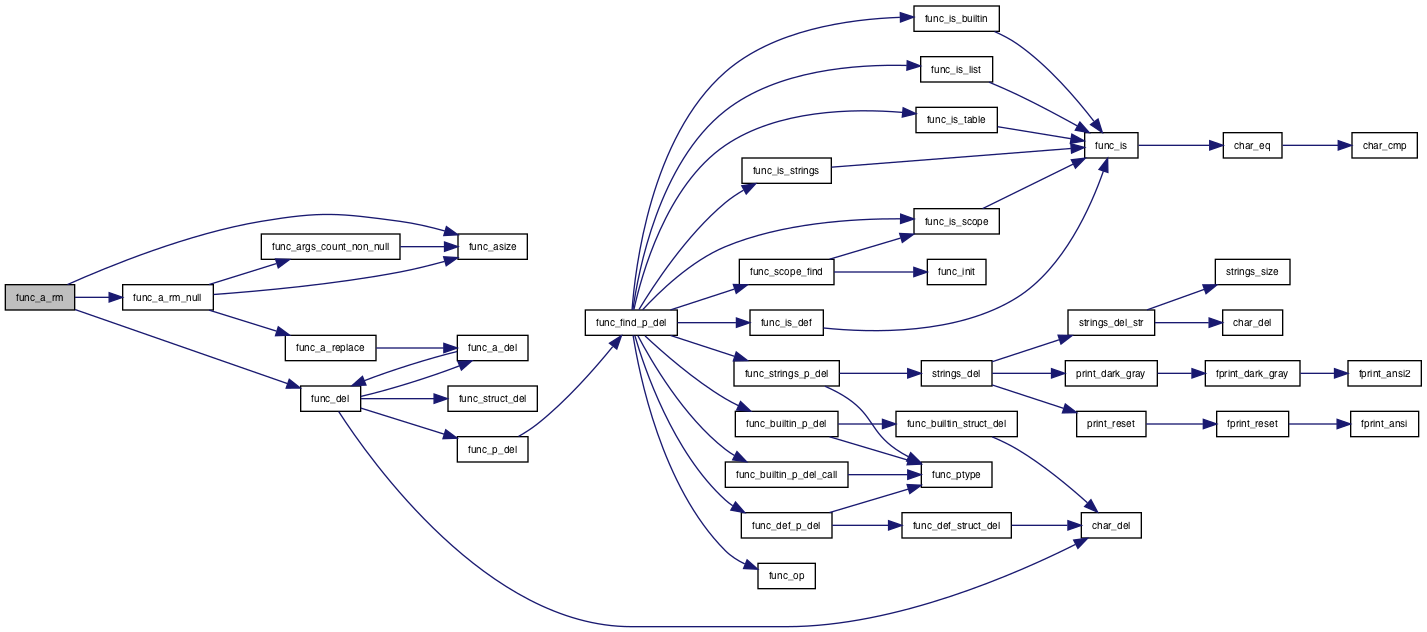 func_a_rm
func_a_rm_null
func_args_count_non_null
func_asize
func_a_replace
func_a_del
func_del
func_struct_del
func_p_del
func_find_p_del
func_is_builtin
func_is_list
func_is_table
func_is_strings
func_is_scope
func_scope_find
func_init
func_is_def
func_strings_p_del
func_builtin_p_del
func_builtin_p_del_call
func_def_p_del
func_op
func_is
char_eq
char_cmp
strings_del
strings_del_str
strings_size
char_del
print_dark_gray
fprint_dark_gray
fprint_ansi2
print_reset
fprint_reset
fprint_ansi
func_builtin_struct_del
func_ptype
func_def_struct_del
char_del